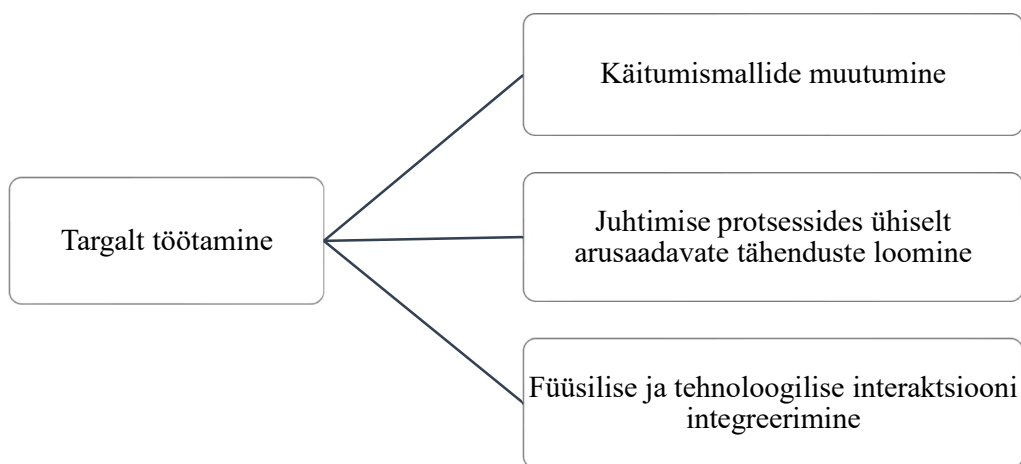 Käitumismallide muutumine
Targalt töötamine
Juhtimise protsessides ühiselt
arusaadavate tähenduste loomine
Füüsilise ja tehnoloogilise interaktsiooni
integreerimine